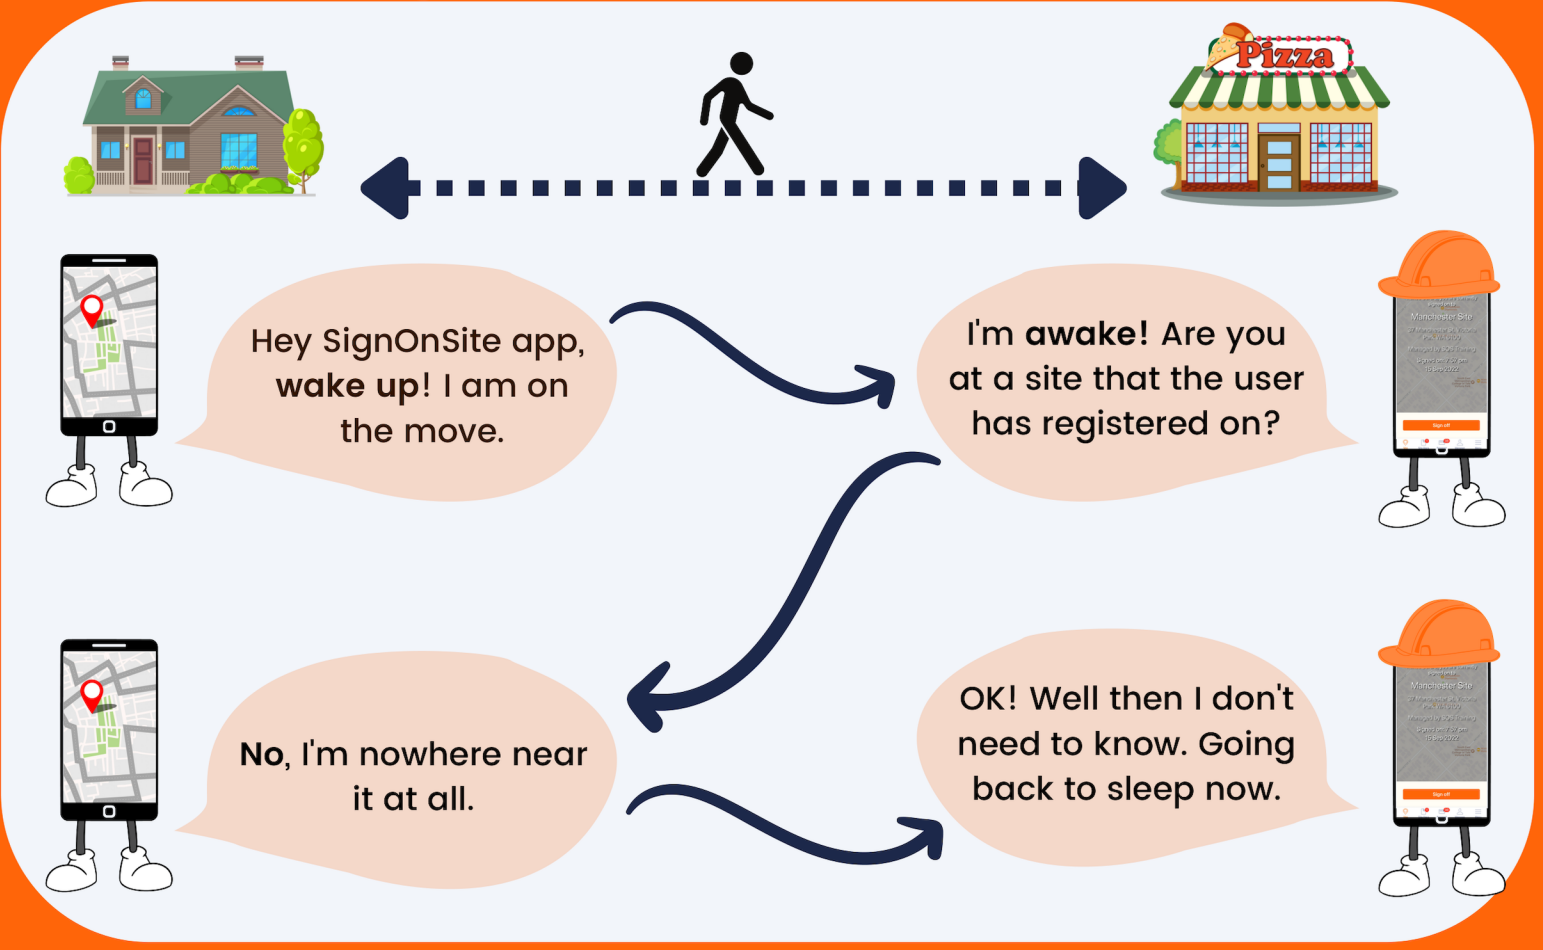 Pizza
Hey SignOnSite app,
wake up! I am on
the move.
I'm awake! Are you
at a site that the user
has registered on?
Manchester Site
Sign off
No, I'm nowhere near
it at all.
OK! Well then I don't
need to know. Going
back to sleep now.
Manchester Site
Sign off